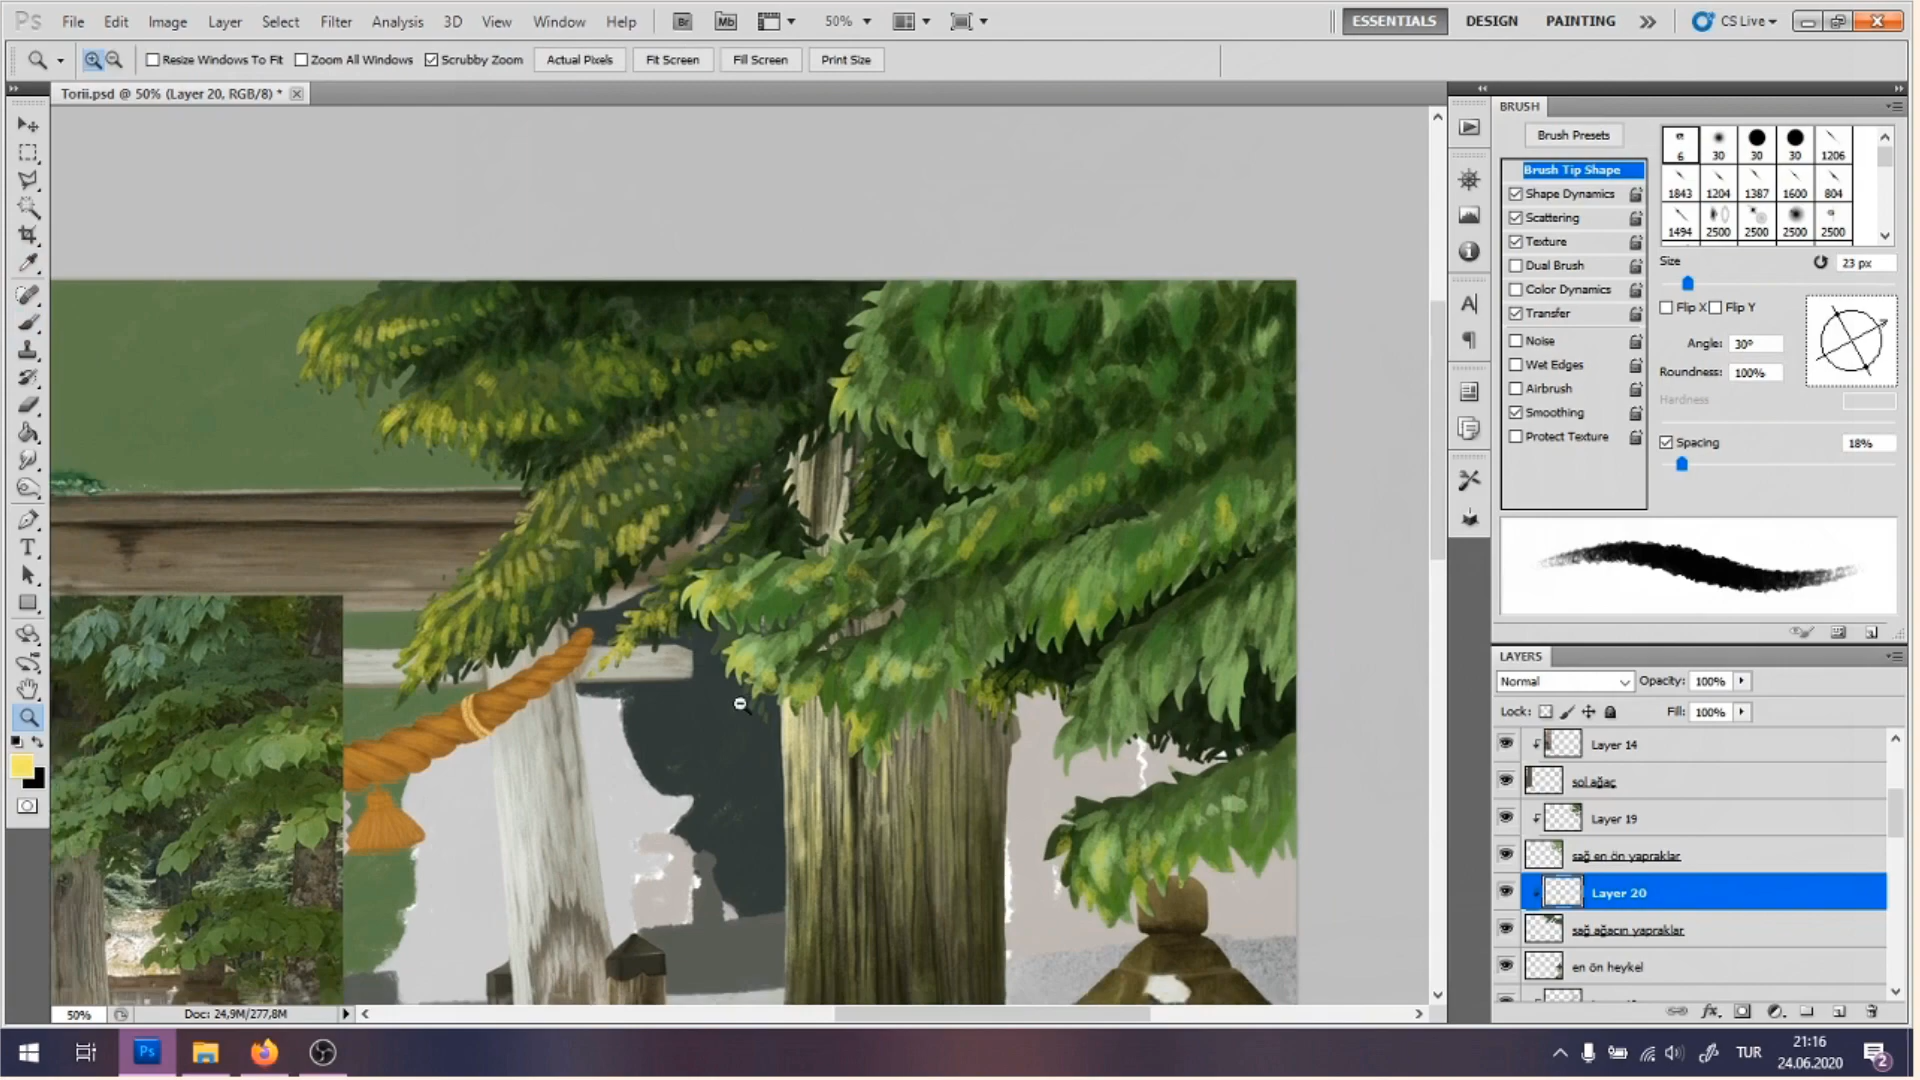 Ps File Edit Image Layer Select Filter Analysis 3D View Window Help Br Mb 50% ESSENTIALS DESIGN PAINTING CS Live
Resize Windows To Fit Zoom All Windows Scrubby Zoom Actual Pixels Fit Screen Fill Screen Print Size
Torii.psd @ 50% (Layer 20, RGB/8) *
BRUSH
Brush Presets
Brush Tip Shape
Shape Dynamics
Scattering
Texture
Dual Brush
Color Dynamics
Transfer
Noise
Wet Edges
Airbrush
Smoothing
Protect Texture
6 30 30 30 1206
1843 1204 1387 1600 804
1494 2500 2500 2500 2500
Size 23 px
Flip X Flip Y
Angle: 30º
Roundness: 100%
Hardness
Spacing 18%
LAYERS
Normal Opacity: 100%
Lock: Fill: 100%
Layer 14
sol ağaç
Layer 19
sağ en ön yapraklar
Layer 20
sağ ağacın yapraklar
en ön heykel
50% Doc: 24,9M/277,8M
Ps
TUR
21:16
24.06.2020
2